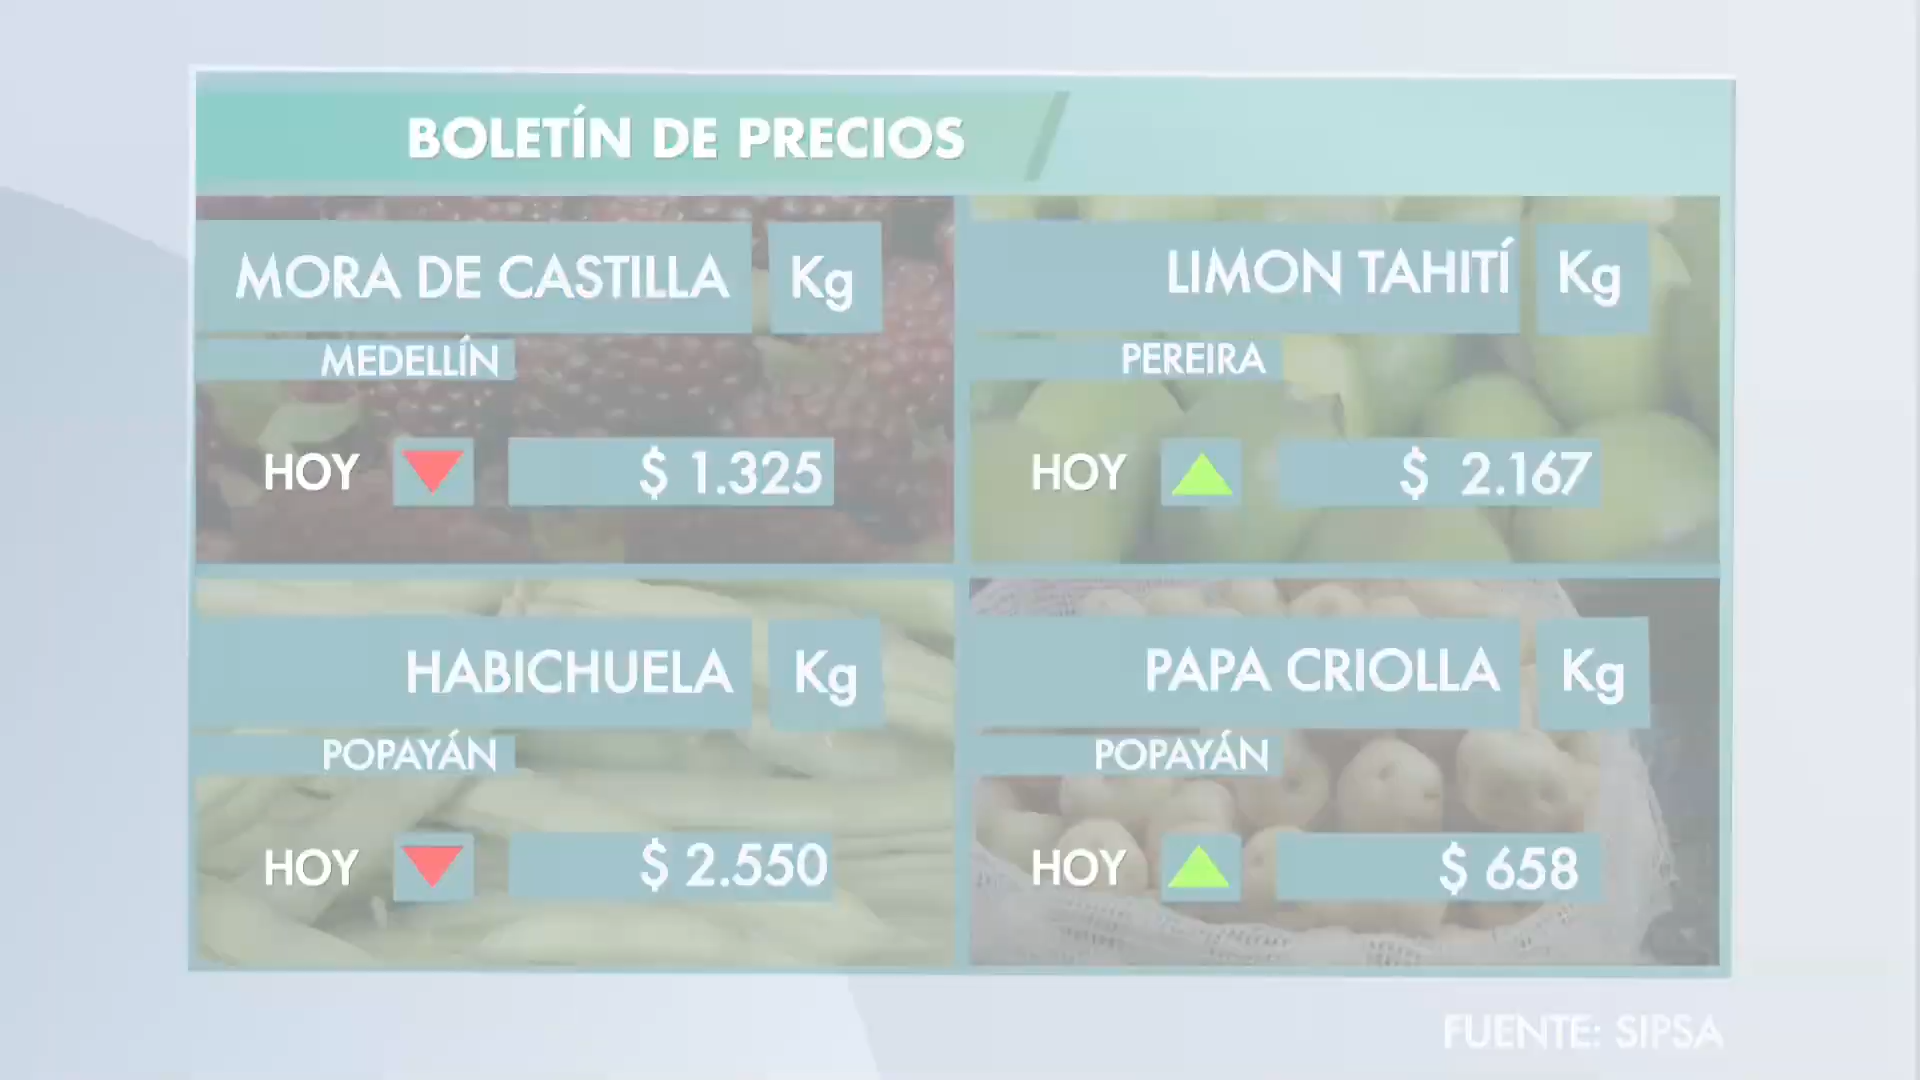 BOLETÍN DE PRECIOS
MORA DE CASTILLA Kg
MEDELLÍN
HOY $ 1.325
LIMON TAHITÍ Kg
PEREIRA
HOY $ 2.167
HABICHUELA Kg
POPAYÁN
HOY $ 2.550
PAPA CRIOLLA Kg
POPAYÁN
HOY $ 658
FUENTE: SIPSA